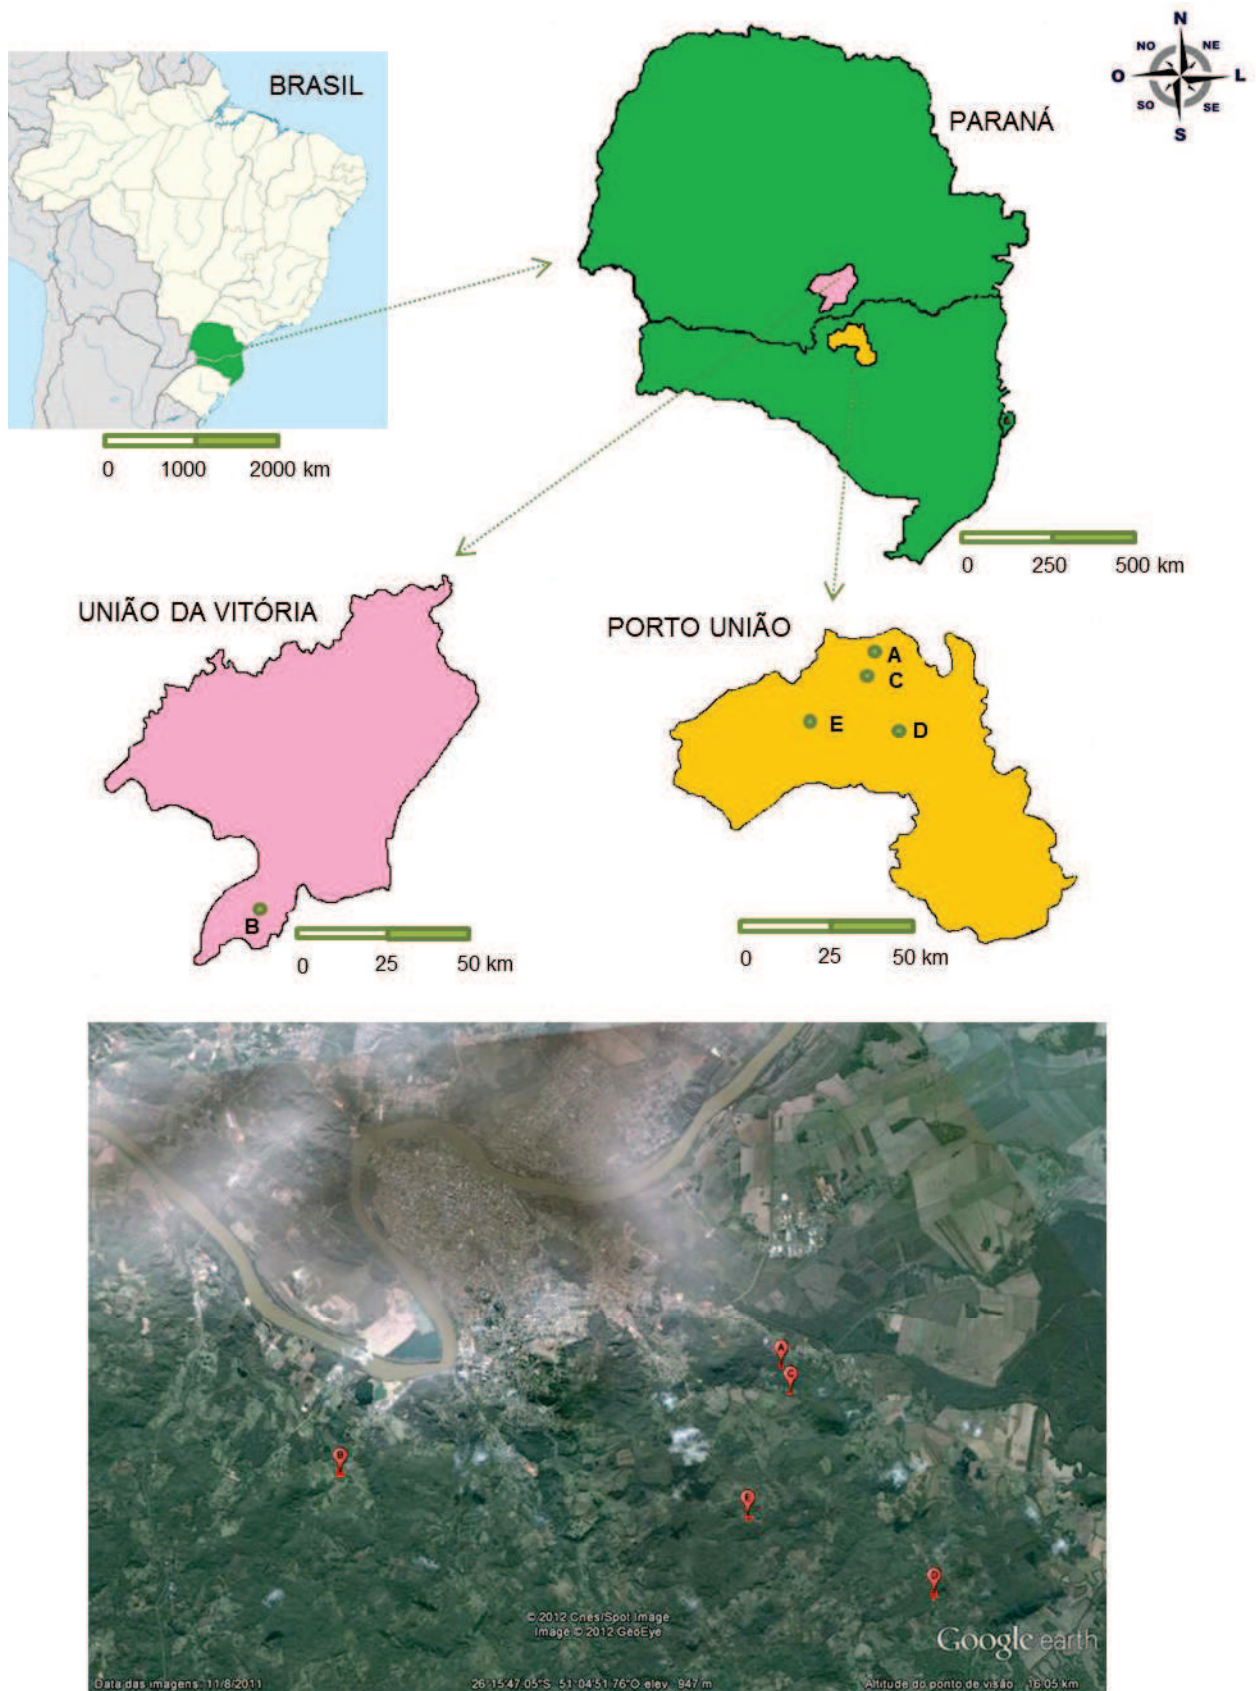 BRASIL
PARANÁ
N
NO NE
O L
SO SE
S
0 1000 2000 km
0 250 500 km
UNIÃO DA VITÓRIA
PORTO UNIÃO
A
C
E
D
B
0 25 50 km
0 25 50 km
A
C
B
E
D
© 2012 Cnes/Spot Image
Image © 2012 GeoEye
Google earth
Data das imagens: 11/8/2011 26°15'47.05"S 51°04'51.76"O elev 947 m Altitude do ponto de visão 16.05 km